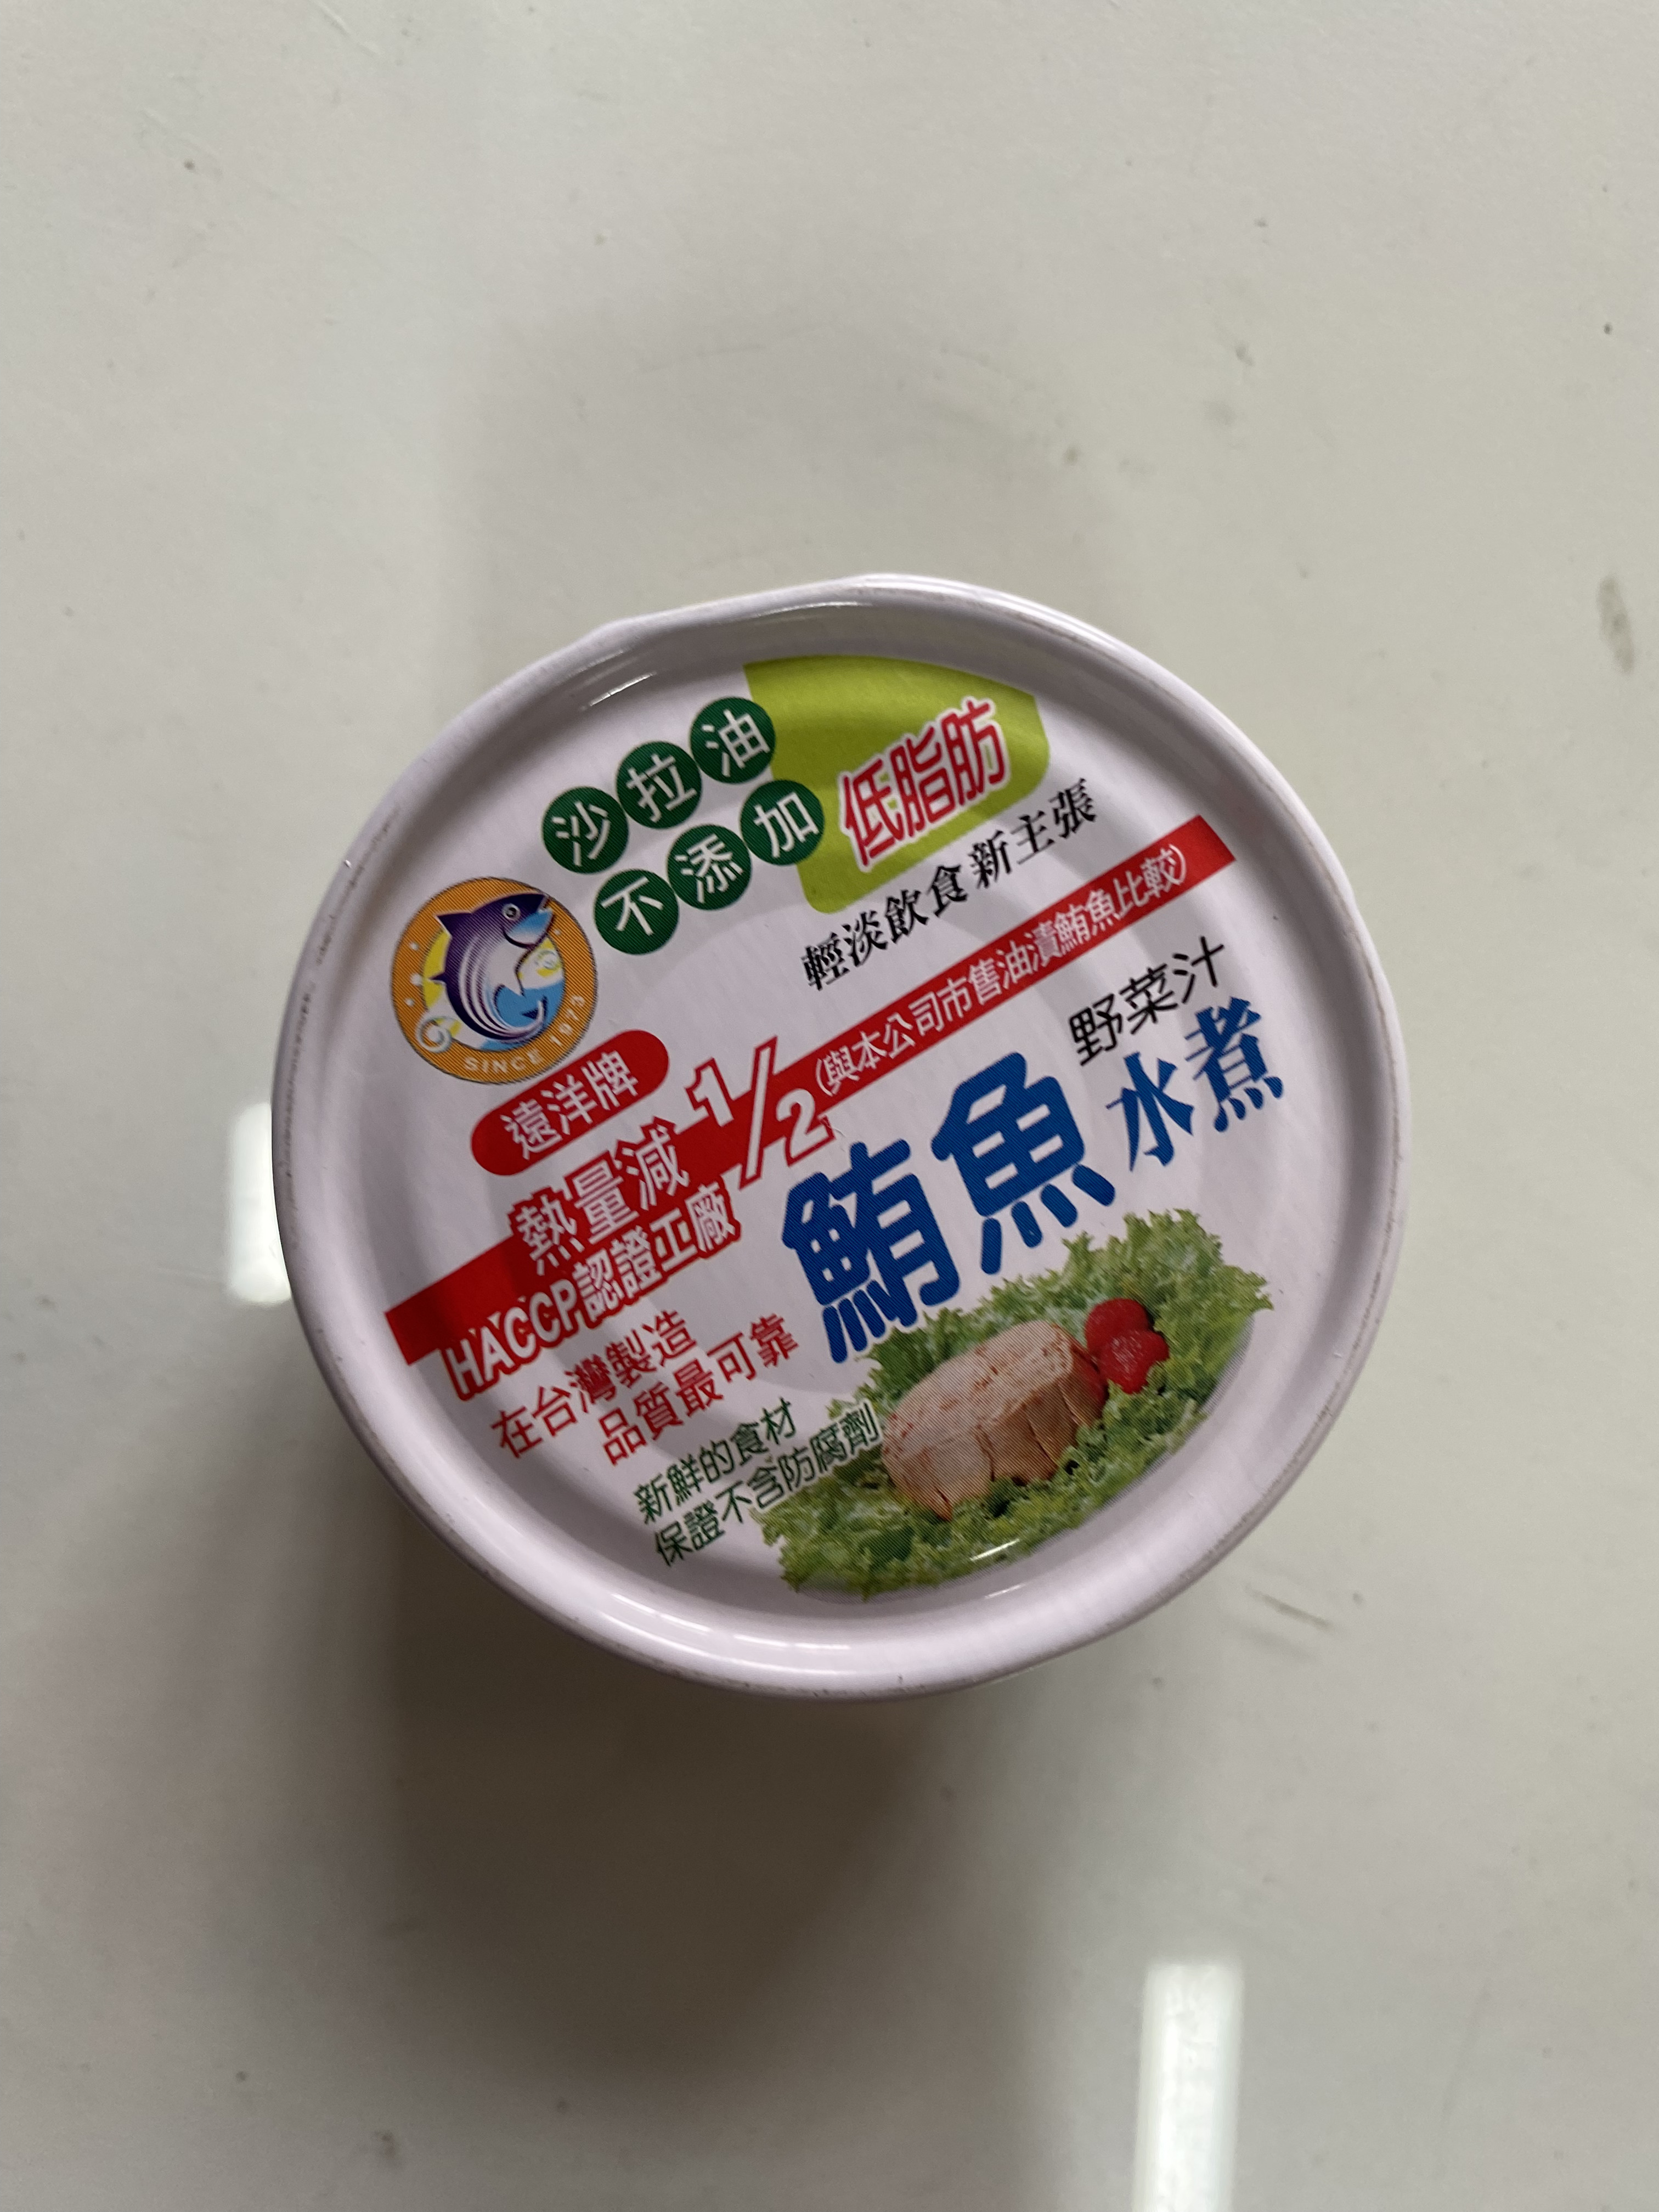 沙拉油
不添加
低脂肪
輕淡飲食新主張
SINCE 1973
遠洋牌
熱量減1/2(與本公司市售油漬鮪魚比較)
HACCP認證工廠
野菜汁
鮪魚水煮
在台灣製造
品質最可靠
新鮮的食材
保證不含防腐劑